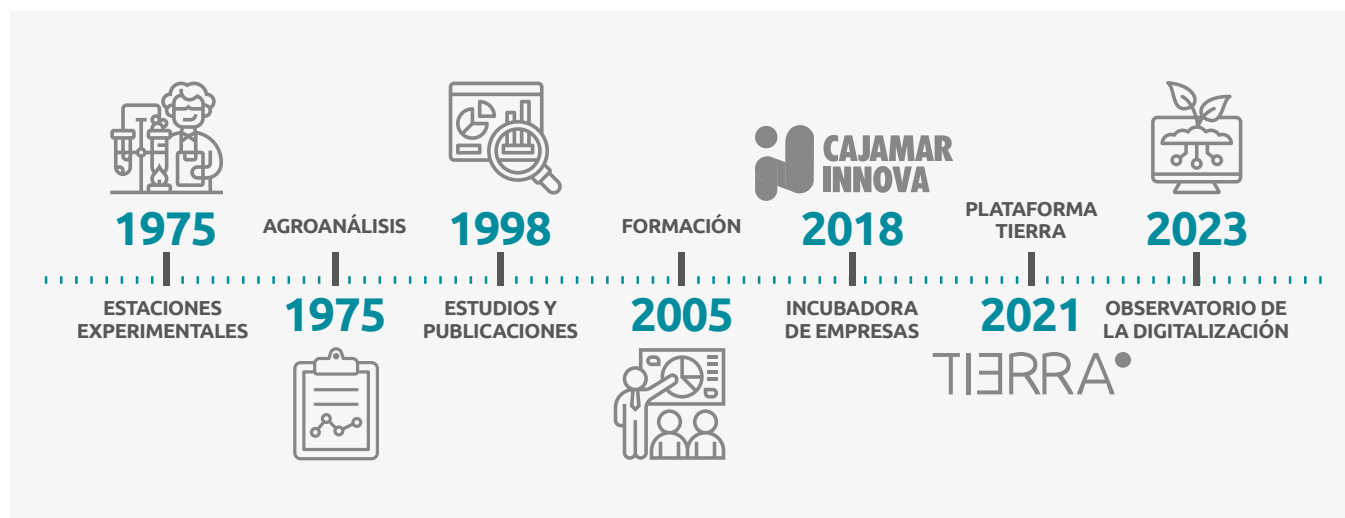 1975
ESTACIONES
EXPERIMENTALES
AGROANÁLISIS
1975
1998
ESTUDIOS Y
PUBLICACIONES
FORMACIÓN
2005
CAJAMAR
INNOVA
2018
INCUBADORA
DE EMPRESAS
PLATAFORMA
TIERRA
2021
TIERRA
2023
OBSERVATORIO DE
LA DIGITALIZACIÓN